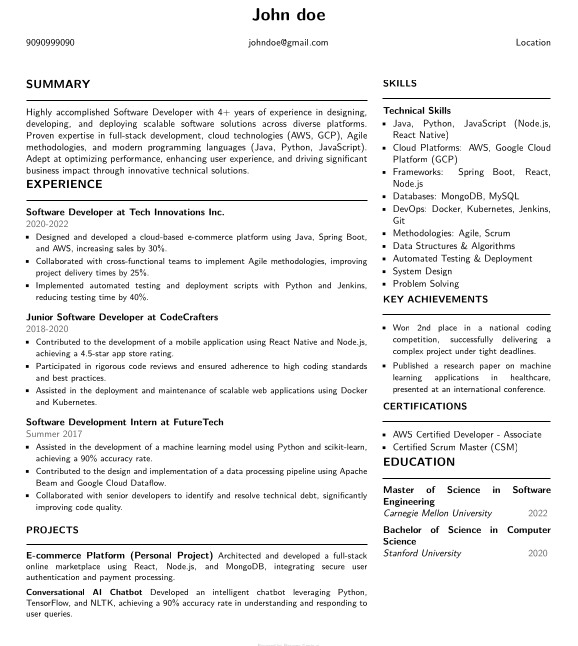 John doe
9090999090
johndoe@gmail.com
Location
SUMMARY
Highly accomplished Software Developer with 4+ years of experience in designing,
developing, and deploying scalable software solutions across diverse platforms.
Proven expertise in full-stack development, cloud technologies (AWS, GCP), Agile
methodologies, and modern programming languages (Java, Python, JavaScript).
Adept at optimizing performance, enhancing user experience, and driving significant
business impact through innovative technical solutions.
EXPERIENCE
Software Developer at Tech Innovations Inc.
2020-2022
▪ Designed and developed a cloud-based e-commerce platform using Java, Spring Boot,
and AWS, increasing sales by 30%.
▪ Collaborated with cross-functional teams to implement Agile methodologies, improving
project delivery times by 25%.
▪ Implemented automated testing and deployment scripts with Python and Jenkins,
reducing testing time by 40%.
Junior Software Developer at CodeCrafters
2018-2020
▪ Contributed to the development of a mobile application using React Native and Node.js,
achieving a 4.5-star app store rating.
▪ Participated in rigorous code reviews and ensured adherence to high coding standards
and best practices.
▪ Assisted in the deployment and maintenance of scalable web applications using Docker
and Kubernetes.
Software Development Intern at FutureTech
Summer 2017
▪ Assisted in the development of a machine learning model using Python and scikit-learn,
achieving a 90% accuracy rate.
▪ Contributed to the design and implementation of a data processing pipeline using Apache
Beam and Google Cloud Dataflow.
▪ Collaborated with senior developers to identify and resolve technical debt, significantly
improving code quality.
PROJECTS
E-commerce Platform (Personal Project) Architected and developed a full-stack
online marketplace using React, Node.js, and MongoDB, integrating secure user
authentication and payment processing.
Conversational AI Chatbot Developed an intelligent chatbot leveraging Python,
TensorFlow, and NLTK, achieving a 90% accuracy rate in understanding and responding to
user queries.
SKILLS
Technical Skills
▪ Java, Python, JavaScript (Node.js,
React Native)
▪ Cloud Platforms: AWS, Google Cloud
Platform (GCP)
▪ Frameworks: Spring Boot, React,
Node.js
▪ Databases: MongoDB, MySQL
▪ DevOps: Docker, Kubernetes, Jenkins,
Git
▪ Methodologies: Agile, Scrum
▪ Data Structures & Algorithms
▪ Automated Testing & Deployment
▪ System Design
▪ Problem Solving
KEY ACHIEVEMENTS
▪ Won 2nd place in a national coding
competition, successfully delivering a
complex project under tight deadlines.
▪ Published a research paper on machine
learning applications in healthcare,
presented at an international conference.
CERTIFICATIONS
▪ AWS Certified Developer - Associate
▪ Certified Scrum Master (CSM)
EDUCATION
Master of Science in Software
Engineering
Carnegie Mellon University 2022
Bachelor of Science in Computer
Science
Stanford University 2020